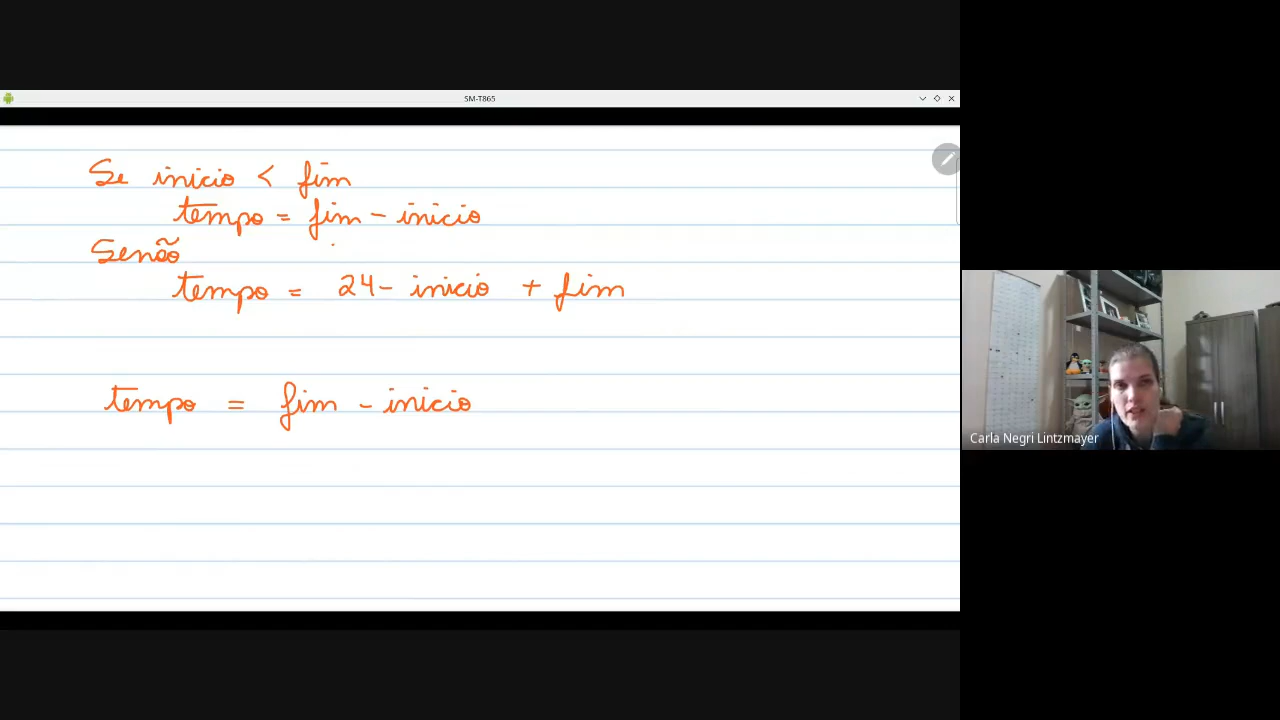 SM-T865
Se inicio < fim
tempo = fim - inicio
Senão
tempo = 24 - inicio + fim
tempo = fim - inicio
Carla Negri Lintzmayer